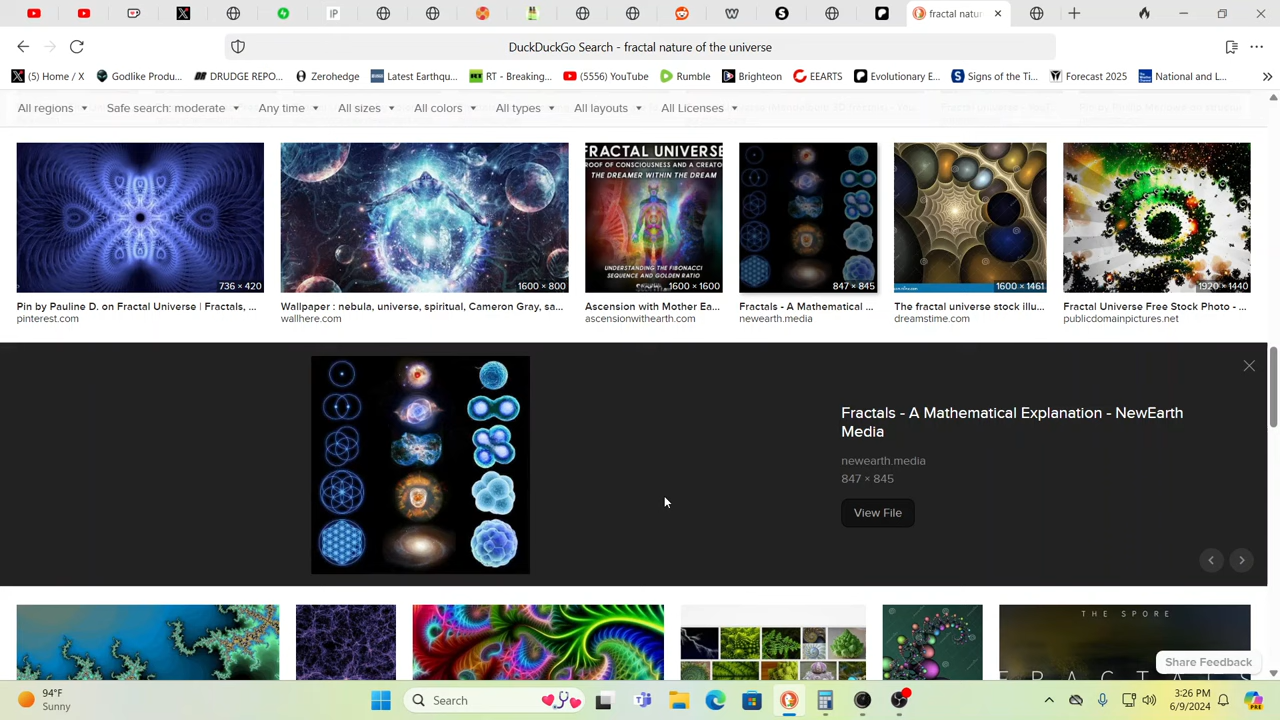 fractal natu
DuckDuckGo Search - fractal nature of the universe
(5) Home / X
Godlike Produ...
DRUDGE REPO...
Zerohedge
Latest Earthqu...
RT - Breaking...
(5556) YouTube
Rumble
Brighteon
EEARTS
Evolutionary E...
Signs of the Ti...
Forecast 2025
National and L...
All regions
Safe search: moderate
Any time
All sizes
All colors
All types
All layouts
All Licenses
736 × 420
1600 × 800
FRACTAL UNIVERSE
PROOF OF CONSCIOUSNESS AND A CREATO
THE DREAMER WITHIN THE DREAM
UNDERSTANDING THE FIBONACCI
SEQUENCE AND GOLDEN RATIO
1600 × 1600
847 × 845
1600 × 1461
1920 × 1440
Pin by Pauline D. on Fractal Universe | Fractals, ...
pinterest.com
Wallpaper : nebula, universe, spiritual, Cameron Gray, sa...
wallhere.com
Ascension with Mother Ea...
ascensionwithearth.com
Fractals - A Mathematical ...
newearth.media
The fractal universe stock illu...
dreamstime.com
Fractal Universe Free Stock Photo - ...
publicdomainpictures.net
Fractals - A Mathematical Explanation - NewEarth
Media
newearth.media
847 × 845
View File
THE SPORE
FRACTALS
Share Feedback
94°F
Sunny
Search
3:26 PM
6/9/2024